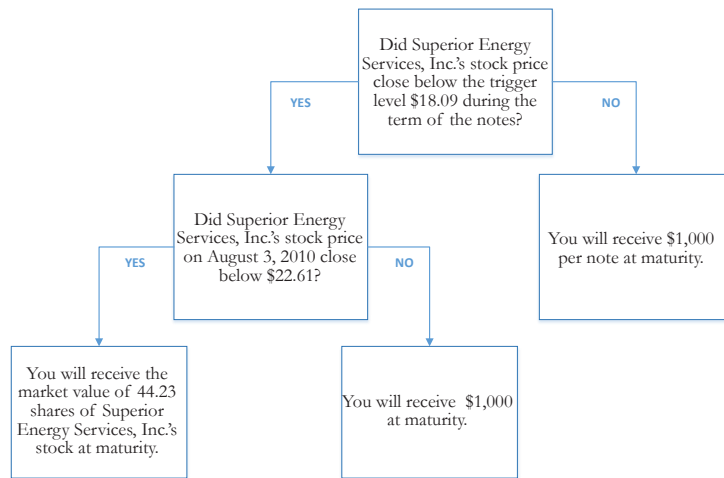 Did Superior Energy
Services, Inc.'s stock price
close below the trigger
level $18.09 during the
term of the notes?
YES
NO
Did Superior Energy
Services, Inc.'s stock price
on August 3, 2010 close
below $22.61?
You will receive $1,000
per note at maturity.
YES
NO
You will receive the
market value of 44.23
shares of Superior
Energy Services, Inc.'s
stock at maturity.
You will receive $1,000
at maturity.